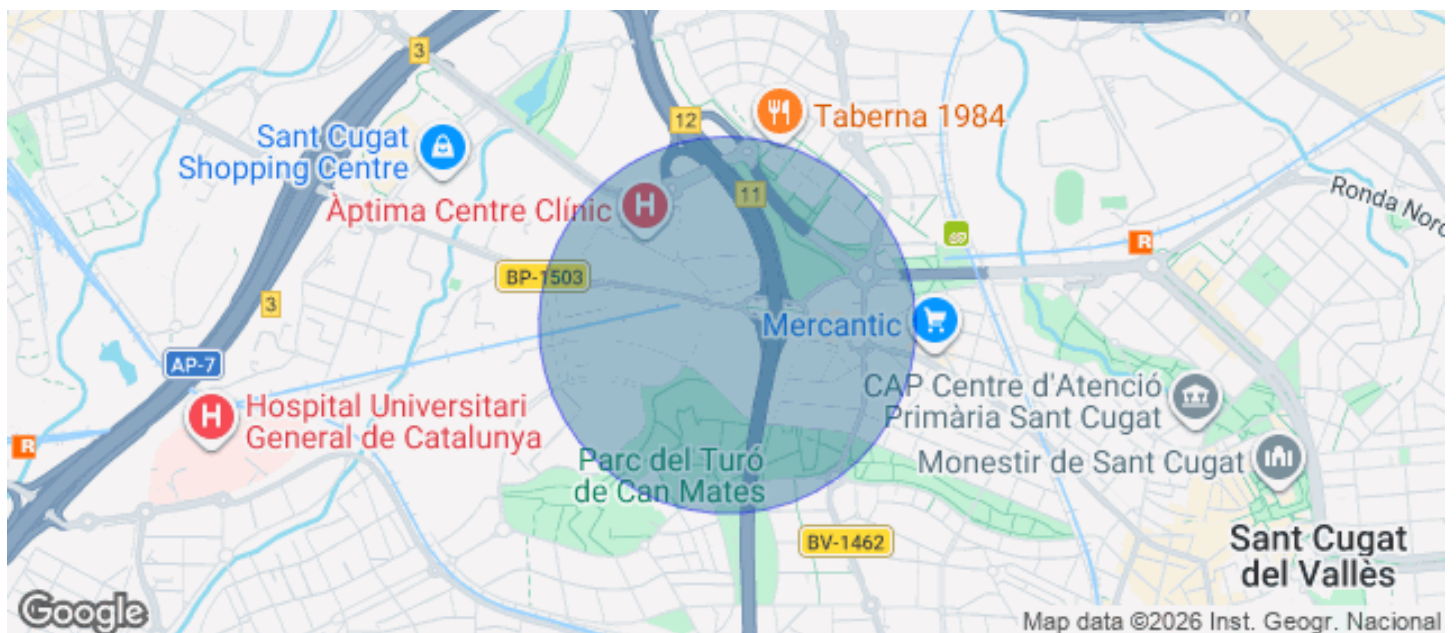 3
12
Taberna 1984
Sant Cugat
Shopping Centre
11
Ronda Nord
Àptima Centre Clínic
H
R
BP-1503
3
Mercantic
AP-7
CAP Centre d'Atenció
Primària Sant Cugat
H
Hospital Universitari
General de Catalunya
R
Parc del Turó
de Can Mates
Monestir de Sant Cugat
BV-1462
Sant Cugat
del Vallès
Google
Map data ©2026 Inst. Geogr. Nacional